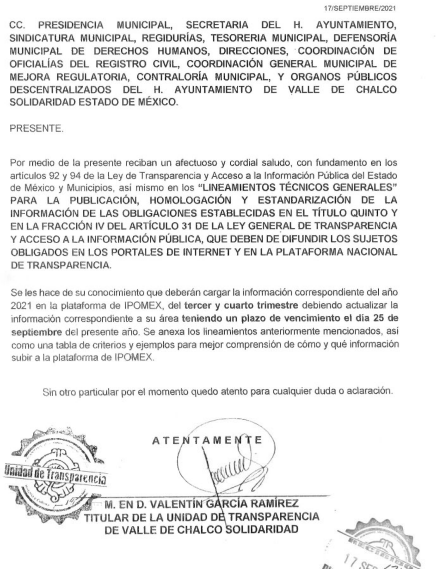 17/SEPTIEMBRE/2021
CC. PRESIDENCIA MUNICIPAL, SECRETARIA DEL H. AYUNTAMIENTO,
SINDICATURA MUNICIPAL, REGIDURÍAS, TESORERIA MUNICIPAL, DEFENSORÍA
MUNICIPAL DE DERECHOS HUMANOS, DIRECCIONES, COORDINACIÓN DE
OFICIALÍAS DEL REGISTRO CIVIL, COORDINACIÓN GENERAL MUNICIPAL DE
MEJORA REGULATORIA, CONTRALORÍA MUNICIPAL, Y ORGANOS PÚBLICOS
DESCENTRALIZADOS DEL H. AYUNTAMIENTO DE VALLE DE CHALCO
SOLIDARIDAD ESTADO DE MÉXICO.
PRESENTE.
Por medio de la presente reciban un afectuoso y cordial saludo, con fundamento en los
artículos 92 y 94 de la Ley de Transparencia y Acceso a la Información Pública del Estado
de México y Municipios, así mismo en los "LINEAMIENTOS TÉCNICOS GENERALES"
PARA LA PUBLICACIÓN, HOMOLOGACIÓN Y ESTANDARIZACIÓN DE LA
INFORMACIÓN DE LAS OBLIGACIONES ESTABLECIDAS EN EL TÍTULO QUINTO Y
EN LA FRACCIÓN IV DEL ARTÍCULO 31 DE LA LEY GENERAL DE TRANSPARENCIA
Y ACCESO A LA INFORMACIÓN PÚBLICA, QUE DEBEN DE DIFUNDIR LOS SUJETOS
OBLIGADOS EN LOS PORTALES DE INTERNET Y EN LA PLATAFORMA NACIONAL
DE TRANSPARENCIA.
Se les hace de su conocimiento que deberán cargar la información correspondiente del año
2021 en la plataforma de IPOMEX, del tercer y cuarto trimestre debiendo actualizar la
información correspondiente a su área teniendo un plazo de vencimiento el dia 25 de
septiembre del presente año. Se anexa los lineamientos anteriormente mencionados, así
como una tabla de criterios y ejemplos para mejor comprensión de cómo y qué información
subir a la plataforma de IPOMEX.
Sin otro particular por el momento quedo atento para cualquier duda o aclaración.
ATENTAMENTE
Unidad de Transparencia
M. EN D. VALENTÍN GARCÍA RAMÍREZ
TITULAR DE LA UNIDAD DE TRANSPARENCIA
DE VALLE DE CHALCO SOLIDARIDAD
17 SEP